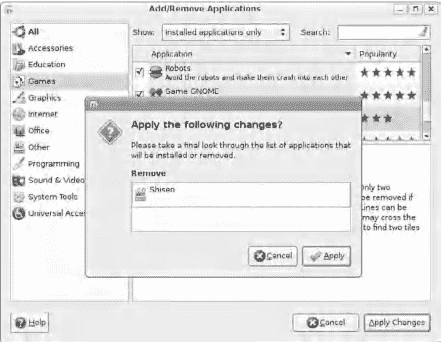 Add/Remove Applications
All
Accessories
Education
Games
Graphics
Internet
Office
Other
Programming
Sound & Video
System Tools
Universal Acce
Show: Installed applications only
Search:
Application
Popularity
Robots
Avoid the robots and make them crash into each other
Same GNOME
Apply the following changes?
Please take a final look through the list of applications that
will be installed or removed.
Remove
Shisen
Cancel
Apply
Only two
be removed if
Lines can be
may cross the
to find two tiles
Help
Cancel
Apply Changes